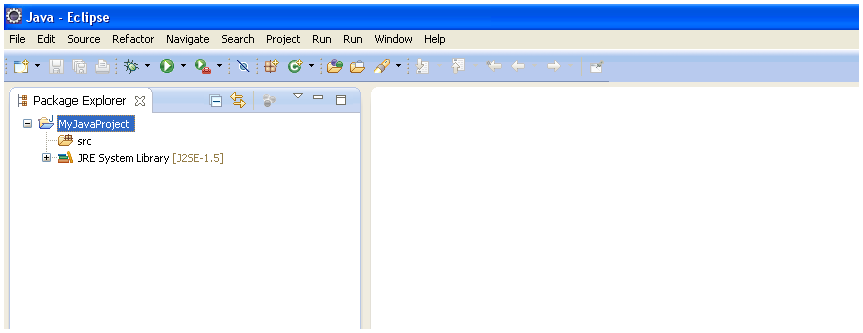 Java - Eclipse
File Edit Source Refactor Navigate Search Project Run Run Window Help
Package Explorer
MyJavaProject
src
JRE System Library [J2SE-1.5]